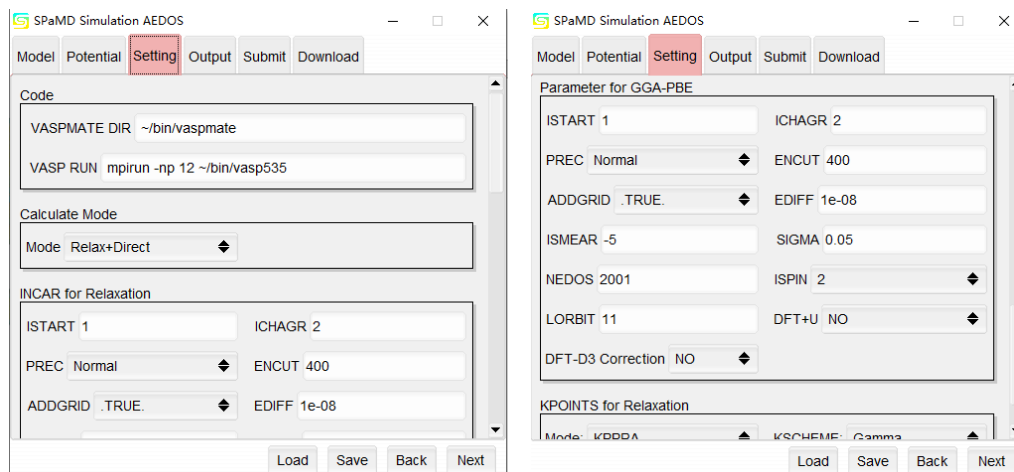 SPaMD Simulation AEDOS
Model Potential Setting Output Submit Download
Code
VASPMATE DIR ~/bin/vaspmate
VASP RUN mpirun -np 12 ~/bin/vasp535
Calculate Mode
Mode Relax+Direct
INCAR for Relaxation
ISTART 1 ICHAGR 2
PREC Normal ENCUT 400
ADDGRID .TRUE. EDIFF 1e-08
Load Save Back Next
SPaMD Simulation AEDOS
Model Potential Setting Output Submit Download
Parameter for GGA-PBE
ISTART 1 ICHAGR 2
PREC Normal ENCUT 400
ADDGRID .TRUE. EDIFF 1e-08
ISMEAR -5 SIGMA 0.05
NEDOS 2001 ISPIN 2
LORBIT 11 DFT+U NO
DFT-D3 Correction NO
KPOINTS for Relaxation
Mode: KPPRA KSCHEME: Gamma
Load Save Back Next